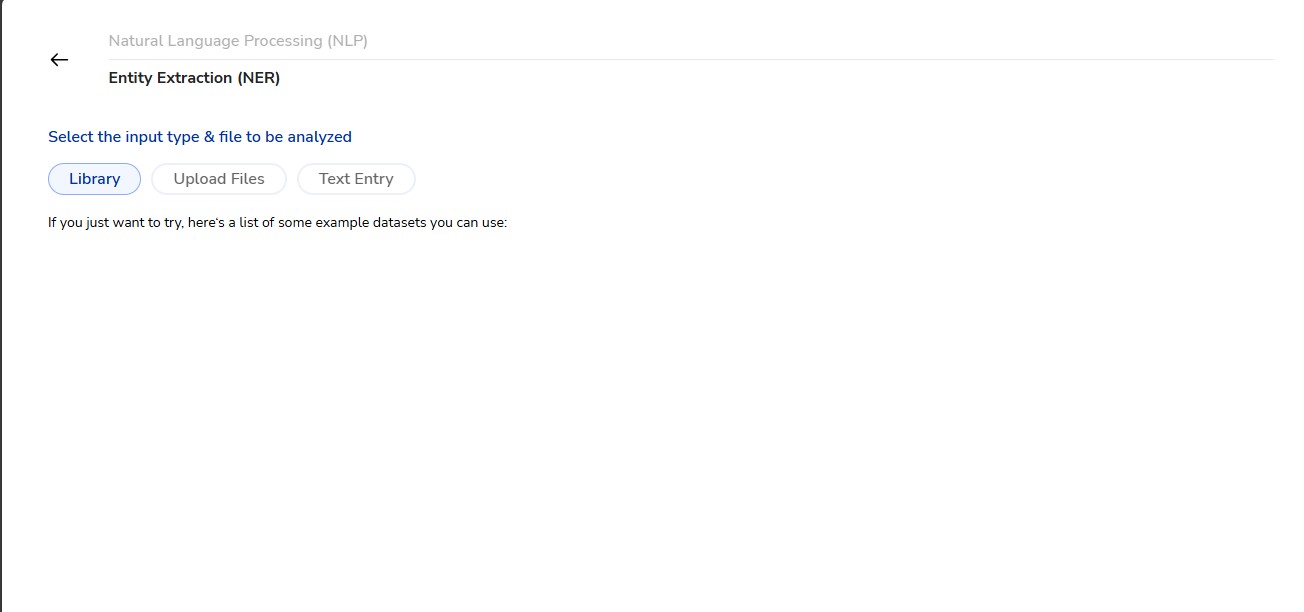 Natural Language Processing (NLP)
Entity Extraction (NER)
Select the input type & file to be analyzed
Library
Upload Files
Text Entry
If you just want to try, here's a list of some example datasets you can use: